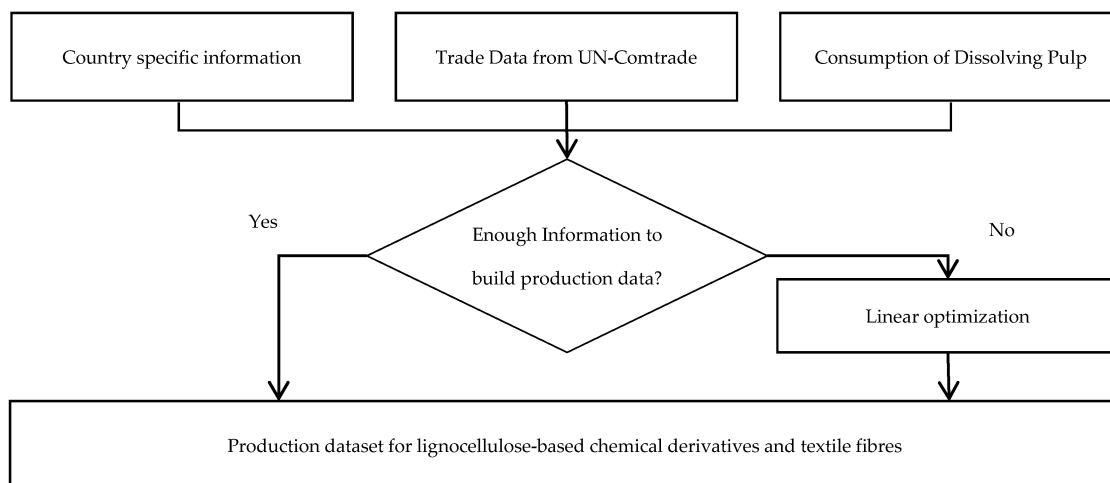 Country specific information
Trade Data from UN-Comtrade
Consumption of Dissolving Pulp
Yes
Enough Information to
build production data?
No
Linear optimization
Production dataset for lignocellulose-based chemical derivatives and textile fibres